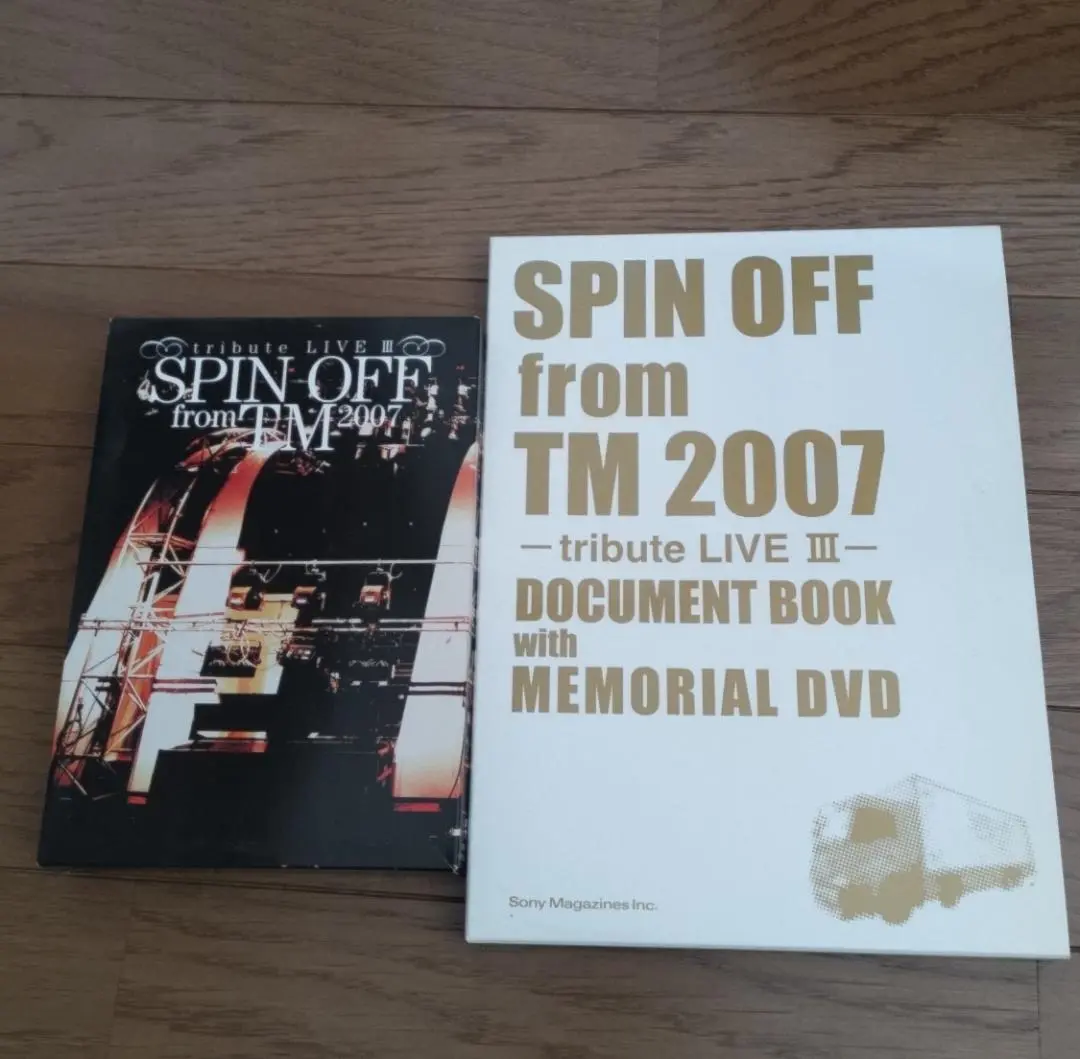 tribute LIVE Ⅲ
SPIN OFF
from TM 2007
SPIN OFF
from
TM 2007
—tribute LIVE Ⅲ—
DOCUMENT BOOK
with
MEMORIAL DVD
Sony Magazines Inc.